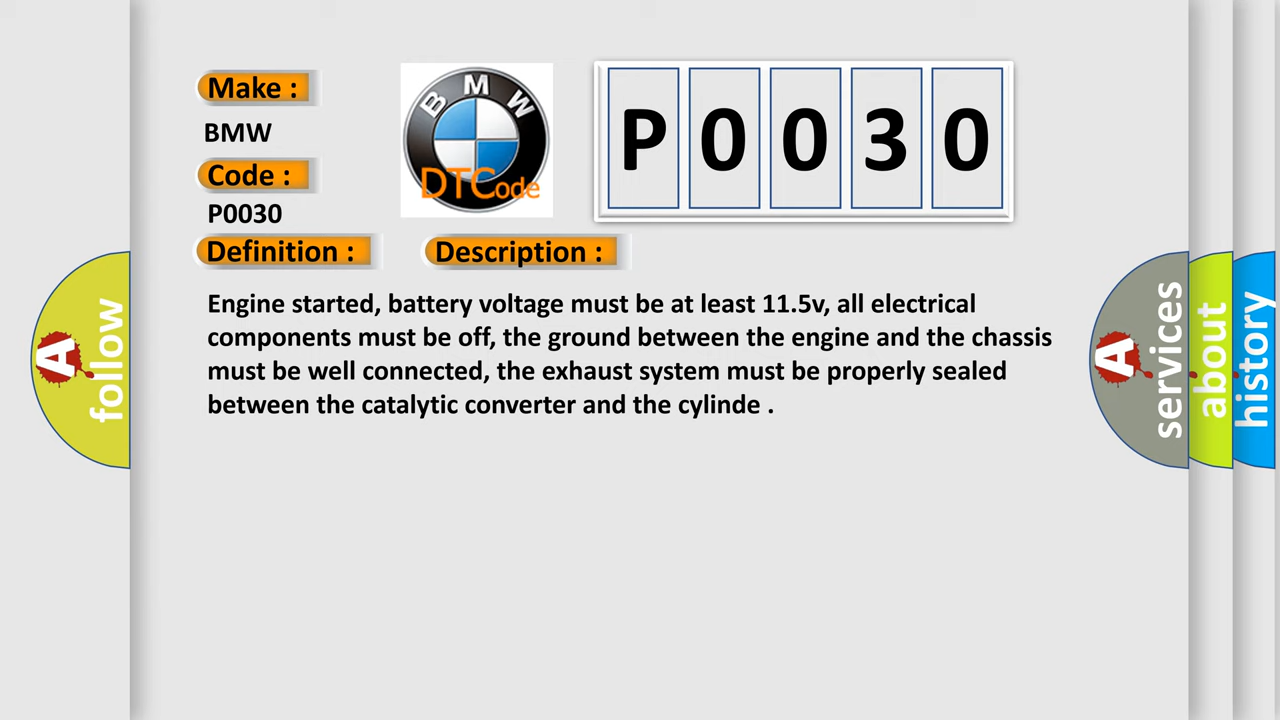 Make :
BMW
Code :
P0030
Definition :
Description :
BMW
DTCode
P0030
Engine started, battery voltage must be at least 11.5v, all electrical
components must be off, the ground between the engine and the chassis
must be well connected, the exhaust system must be properly sealed
between the catalytic converter and the cylinde .
A
follow
A
services
about
history